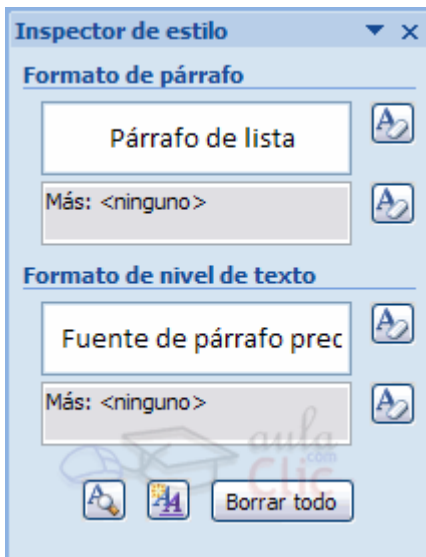 Inspector de estilo
Formato de párrafo
Párrafo de lista
Más: <ninguno>
Formato de nivel de texto
Fuente de párrafo prec
Más: <ninguno>
aula
.com
Clic
Borrar todo